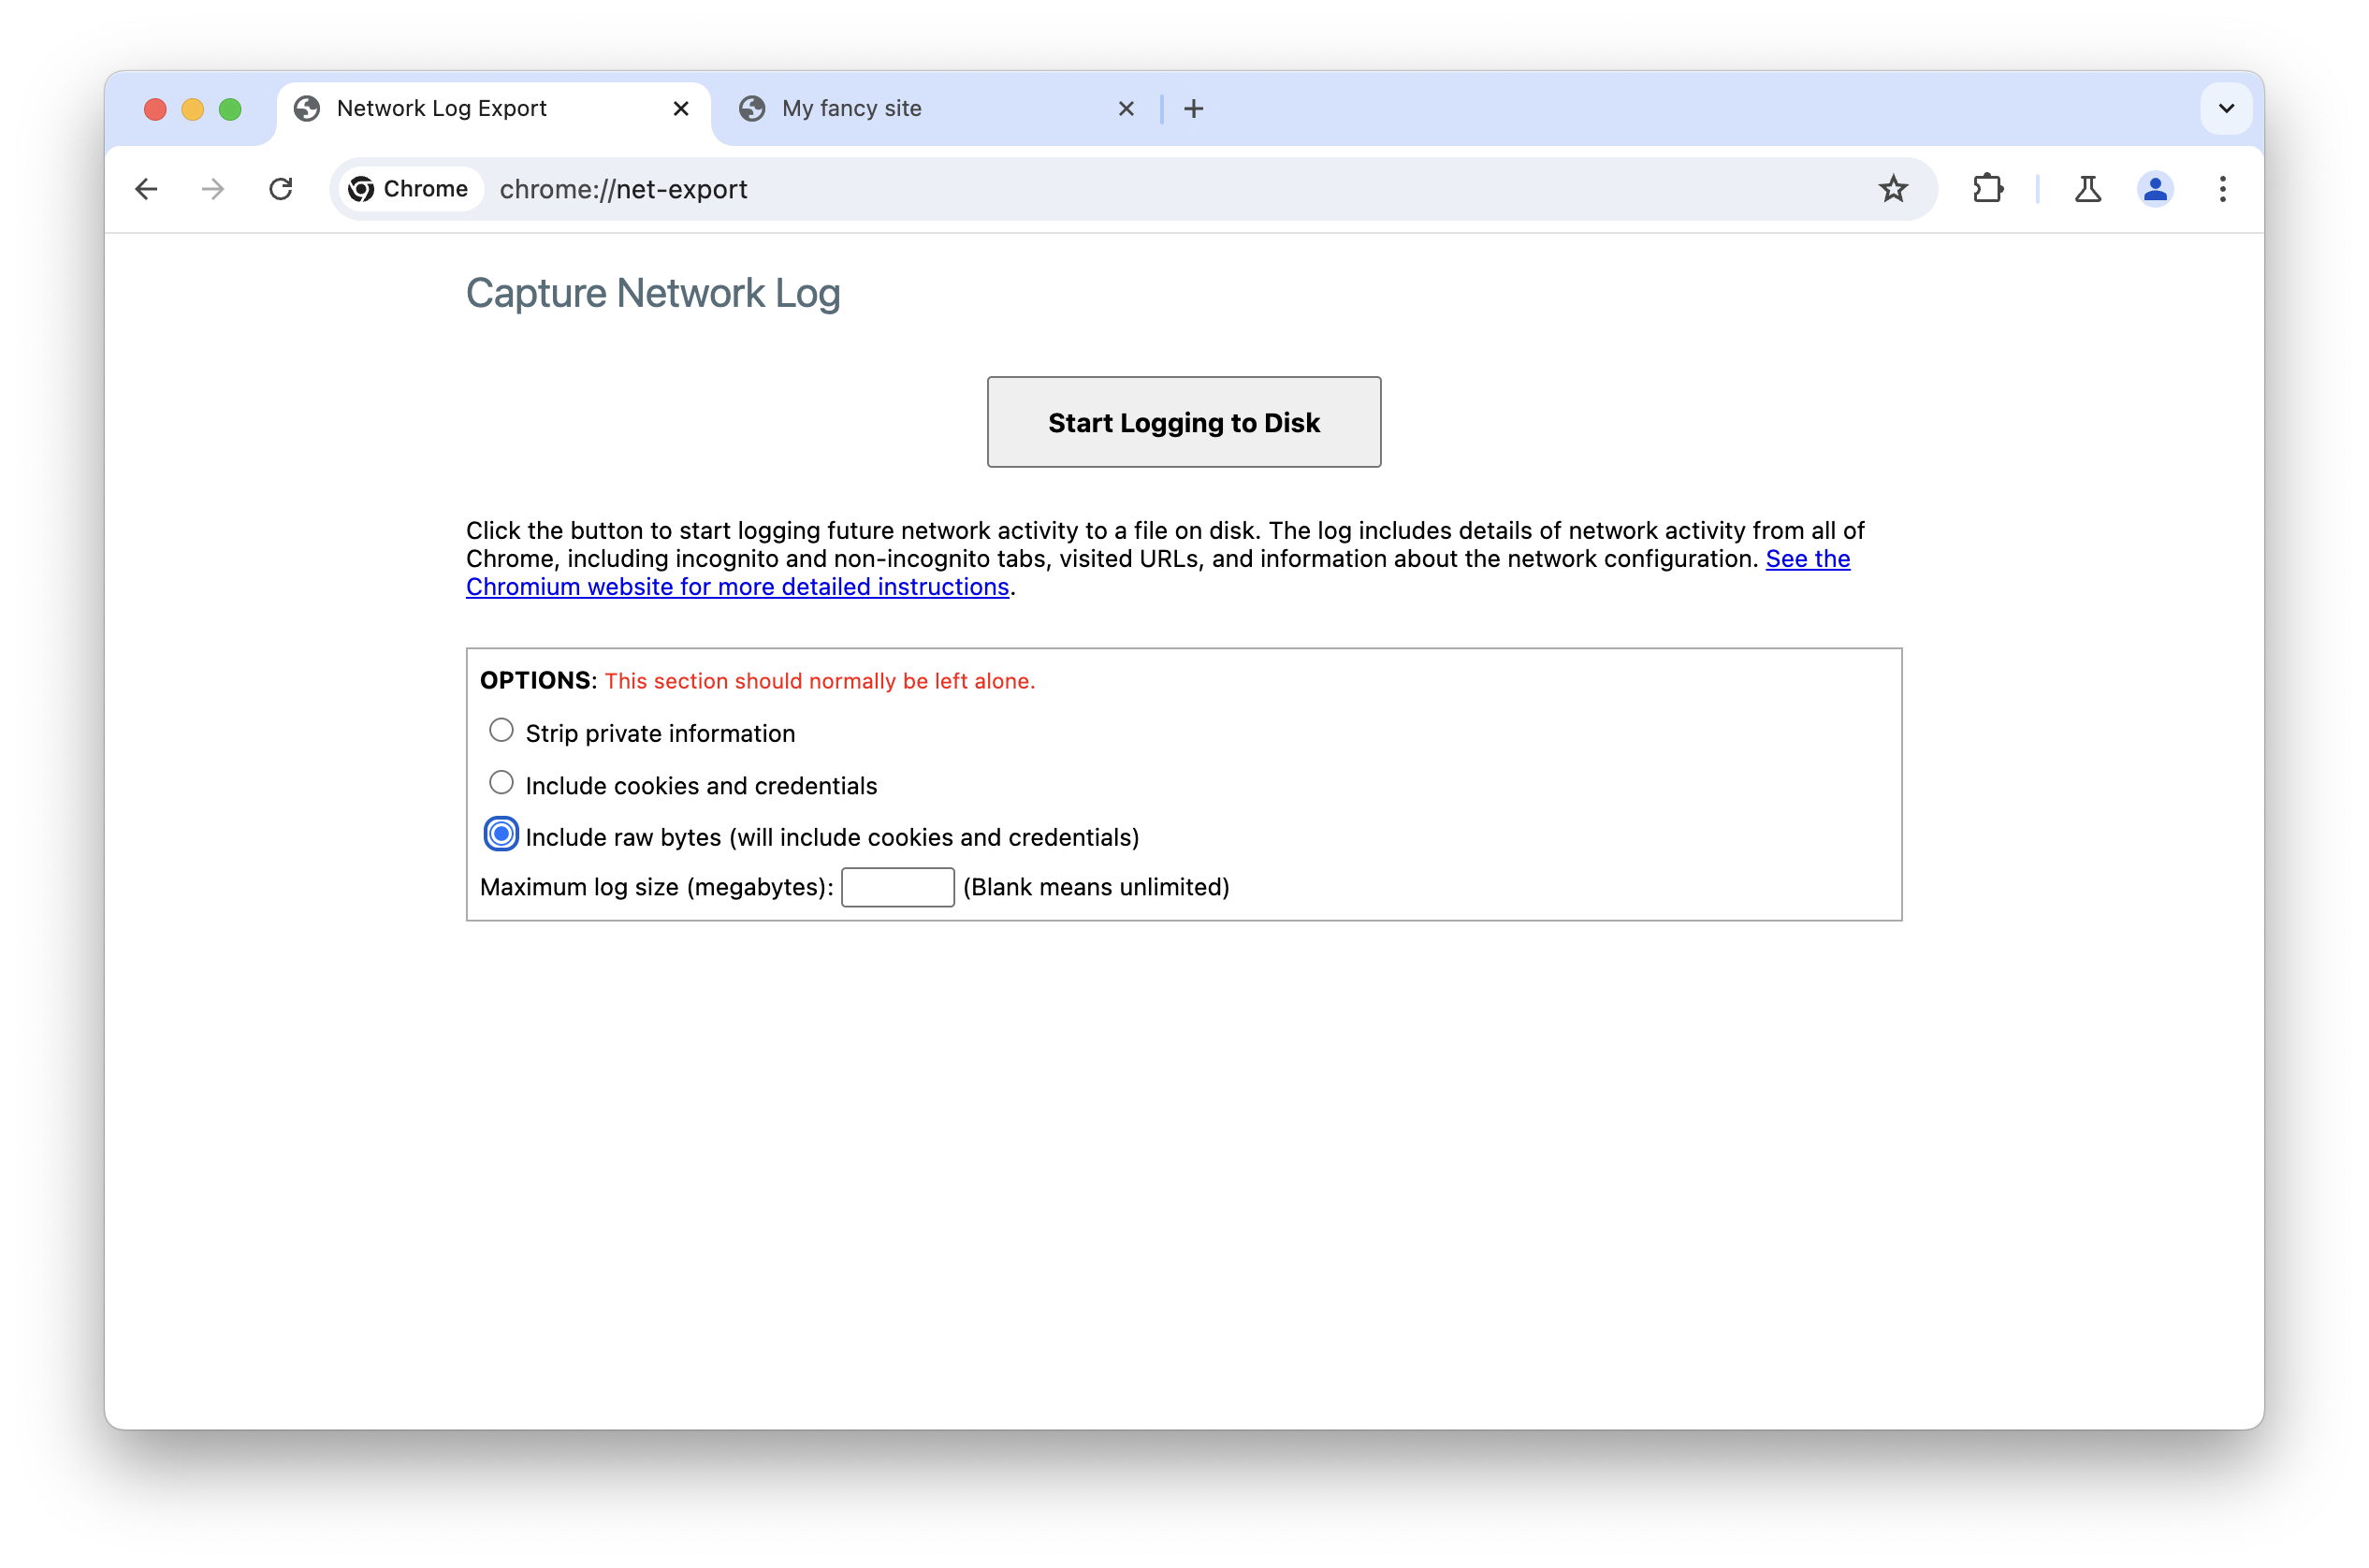 Network Log Export
My fancy site
Chrome
chrome://net-export
Capture Network Log
Start Logging to Disk
Click the button to start logging future network activity to a file on disk. The log includes details of network activity from all of
Chrome, including incognito and non-incognito tabs, visited URLs, and information about the network configuration. See the
Chromium website for more detailed instructions.
OPTIONS: This section should normally be left alone.
Strip private information
Include cookies and credentials
Include raw bytes (will include cookies and credentials)
Maximum log size (megabytes): (Blank means unlimited)